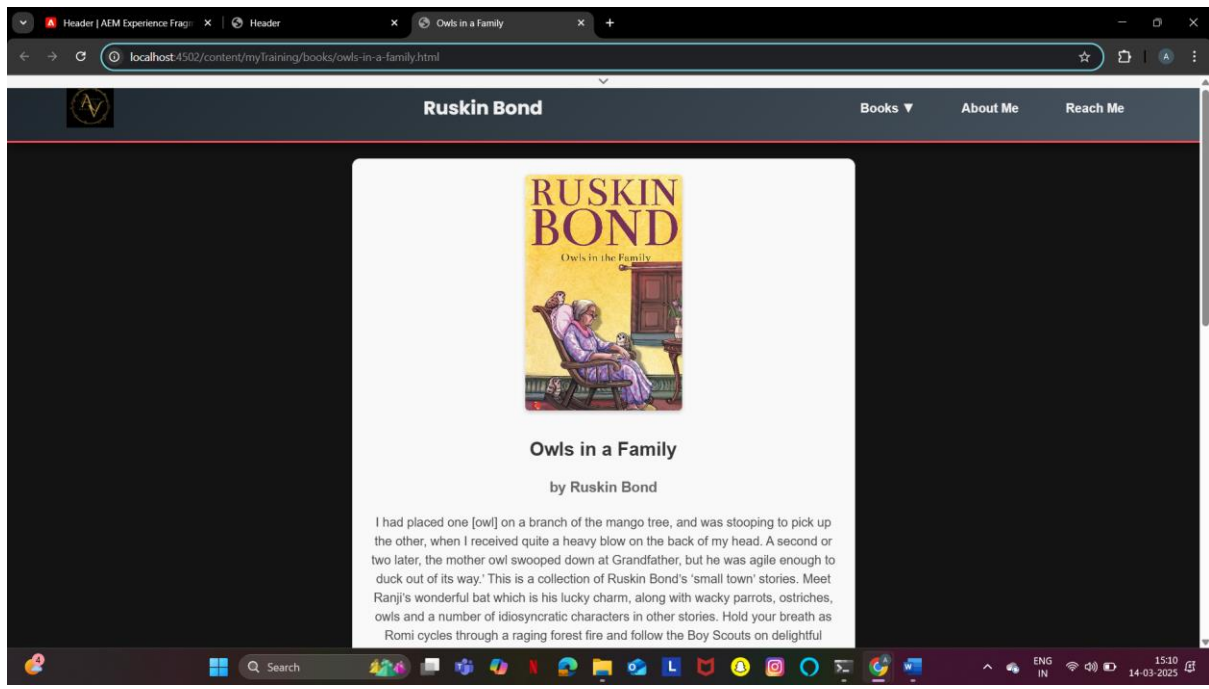 Header | AEM Experience Fragm
Header
Owls in a Family
localhost:4502/content/myTraining/books/owls-in-a-family.html
A
AV
Ruskin Bond
Books ▼
About Me
Reach Me
RUSKIN
BOND
Owls in the Family
Owls in a Family
by Ruskin Bond
I had placed one [owl] on a branch of the mango tree, and was stooping to pick up
the other, when I received quite a heavy blow on the back of my head. A second or
two later, the mother owl swooped down at Grandfather, but he was agile enough to
duck out of its way.' This is a collection of Ruskin Bond's 'small town' stories. Meet
Ranji's wonderful bat which is his lucky charm, along with wacky parrots, ostriches,
owls and a number of idiosyncratic characters in other stories. Hold your breath as
Romi cycles through a raging forest fire and follow the Boy Scouts on delightful
4
Search
L
ENG
IN
15:10
14-03-2025